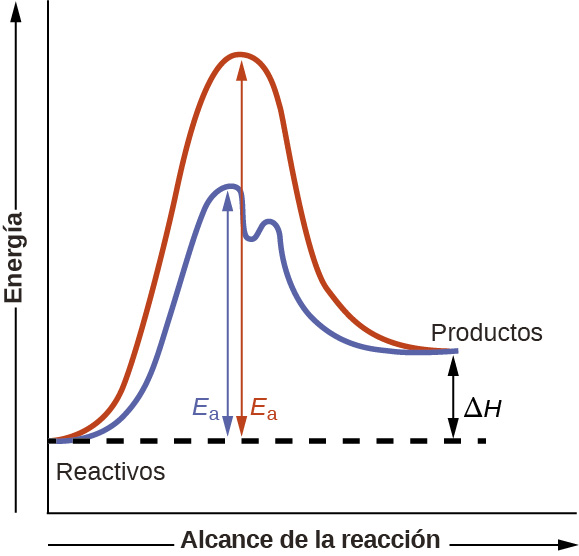 Energía
Productos
ΔH
Ea
Ea
Reactivos
Alcance de la reacción